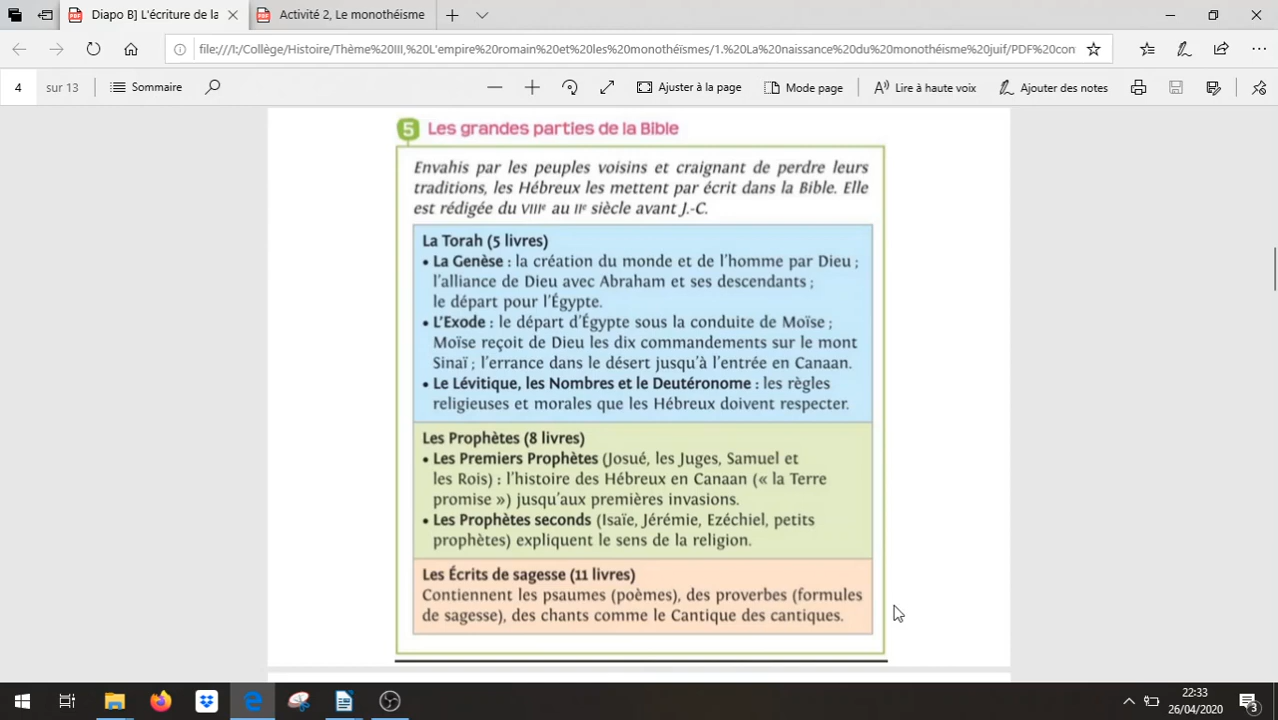 Diapo B] L'écriture de la
Activité 2, Le monothéisme
file:///I:/Collège/Histoire/Thème%20III,%20L'empire%20romain%20et%20les%20monothéïsmes/1.%20La%20naissance%20du%20monothéisme%20juif/PDF%20con
4 sur 13 Sommaire Ajuster à la page Mode page Lire à haute voix Ajouter des notes
5 Les grandes parties de la Bible
Envahis par les peuples voisins et craignant de perdre leurs
traditions, les Hébreux les mettent par écrit dans la Bible. Elle
est rédigée du VIIIe au IIe siècle avant J.-C.
La Torah (5 livres)
• La Genèse : la création du monde et de l'homme par Dieu ;
l'alliance de Dieu avec Abraham et ses descendants ;
le départ pour l'Égypte.
• L'Exode : le départ d'Égypte sous la conduite de Moïse ;
Moïse reçoit de Dieu les dix commandements sur le mont
Sinaï ; l'errance dans le désert jusqu'à l'entrée en Canaan.
• Le Lévitique, les Nombres et le Deutéronome : les règles
religieuses et morales que les Hébreux doivent respecter.
Les Prophètes (8 livres)
• Les Premiers Prophètes (Josué, les Juges, Samuel et
les Rois) : l'histoire des Hébreux en Canaan (« la Terre
promise ») jusqu'aux premières invasions.
• Les Prophètes seconds (Isaïe, Jérémie, Ezéchiel, petits
prophètes) expliquent le sens de la religion.
Les Écrits de sagesse (11 livres)
Contiennent les psaumes (poèmes), des proverbes (formules
de sagesse), des chants comme le Cantique des cantiques.
22:33
26/04/2020
3